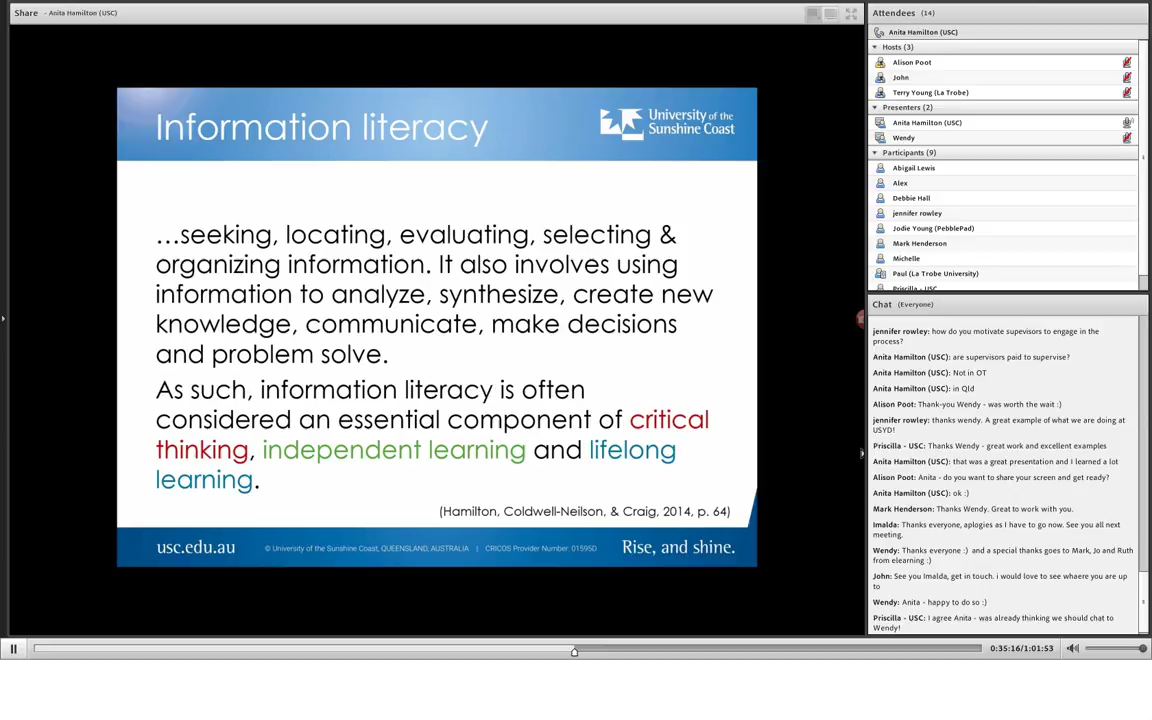 Share - Anita Hamilton (USC)
Information literacy
University of the
Sunshine Coast
...seeking, locating, evaluating, selecting &
organizing information. It also involves using
information to analyze, synthesize, create new
knowledge, communicate, make decisions
and problem solve.
As such, information literacy is often
considered an essential component of critical
thinking, independent learning and lifelong
learning.
(Hamilton, Coldwell-Neilson, & Craig, 2014, p. 64)
usc.edu.au
© University of the Sunshine Coast, QUEENSLAND, AUSTRALIA | CRICOS Provider Number: 01595D
Rise, and shine.
Attendees (14)
Anita Hamilton (USC)
Hosts (3)
Alison Poot
John
Terry Young (La Trobe)
Presenters (2)
Anita Hamilton (USC)
Wendy
Participants (9)
Abigail Lewis
Alex
Debbie Hall
jennifer rowley
Jodie Young (PebblePad)
Mark Henderson
Michelle
Paul (La Trobe University)
Priscilla - USC
Chat (Everyone)
jennifer rowley: how do you motivate supevisors to engage in the
process?
Anita Hamilton (USC): are supervisors paid to supervise?
Anita Hamilton (USC): Not in OT
Anita Hamilton (USC): in Qld
Alison Poot: Thank-you Wendy - was worth the wait :)
jennifer rowley: thanks wendy. A great example of what we are doing at
USYD!
Priscilla - USC: Thanks Wendy - great work and excellent examples
Anita Hamilton (USC): that was a great presentation and I learned a lot
Alison Poot: Anita - do you want to share your screen and get ready?
Anita Hamilton (USC): ok :)
Mark Henderson: Thanks Wendy. Great to work with you.
Imalda: Thanks everyone, aplogies as I have to go now. See you all next
meeting.
Wendy: Thanks everyone :) and a special thanks goes to Mark, Jo and Ruth
from elearning :)
John: See you Imalda, get in touch. i would love to see whaere you are up
to
Wendy: Anita - happy to do so :)
Priscilla - USC: I agree Anita - was already thinking we should chat to
Wendy!
0:35:16/1:01:53